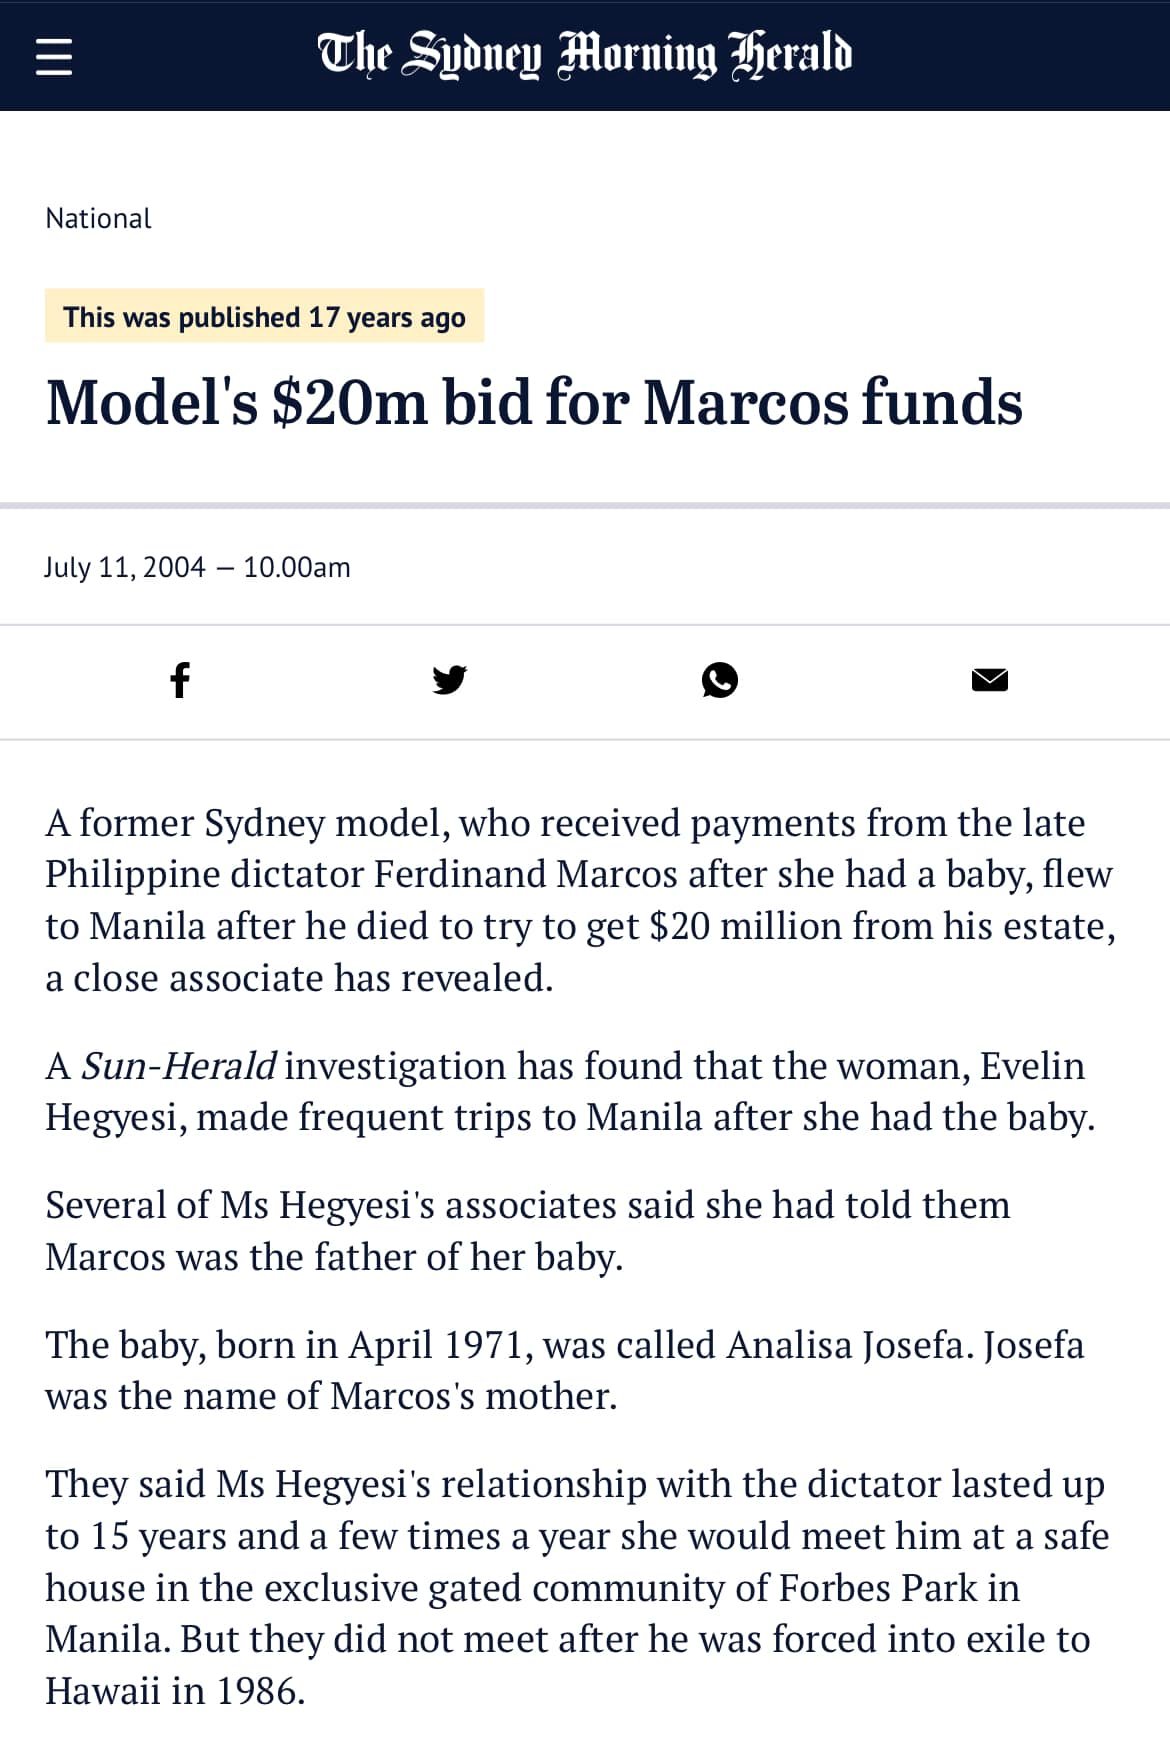 The Sydney Morning Herald
National
This was published 17 years ago
Model's $20m bid for Marcos funds
July 11, 2004 — 10.00am
A former Sydney model, who received payments from the late
Philippine dictator Ferdinand Marcos after she had a baby, flew
to Manila after he died to try to get $20 million from his estate,
a close associate has revealed.
A Sun-Herald investigation has found that the woman, Evelin
Hegyesi, made frequent trips to Manila after she had the baby.
Several of Ms Hegyesi's associates said she had told them
Marcos was the father of her baby.
The baby, born in April 1971, was called Analisa Josefa. Josefa
was the name of Marcos's mother.
They said Ms Hegyesi's relationship with the dictator lasted up
to 15 years and a few times a year she would meet him at a safe
house in the exclusive gated community of Forbes Park in
Manila. But they did not meet after he was forced into exile to
Hawaii in 1986.